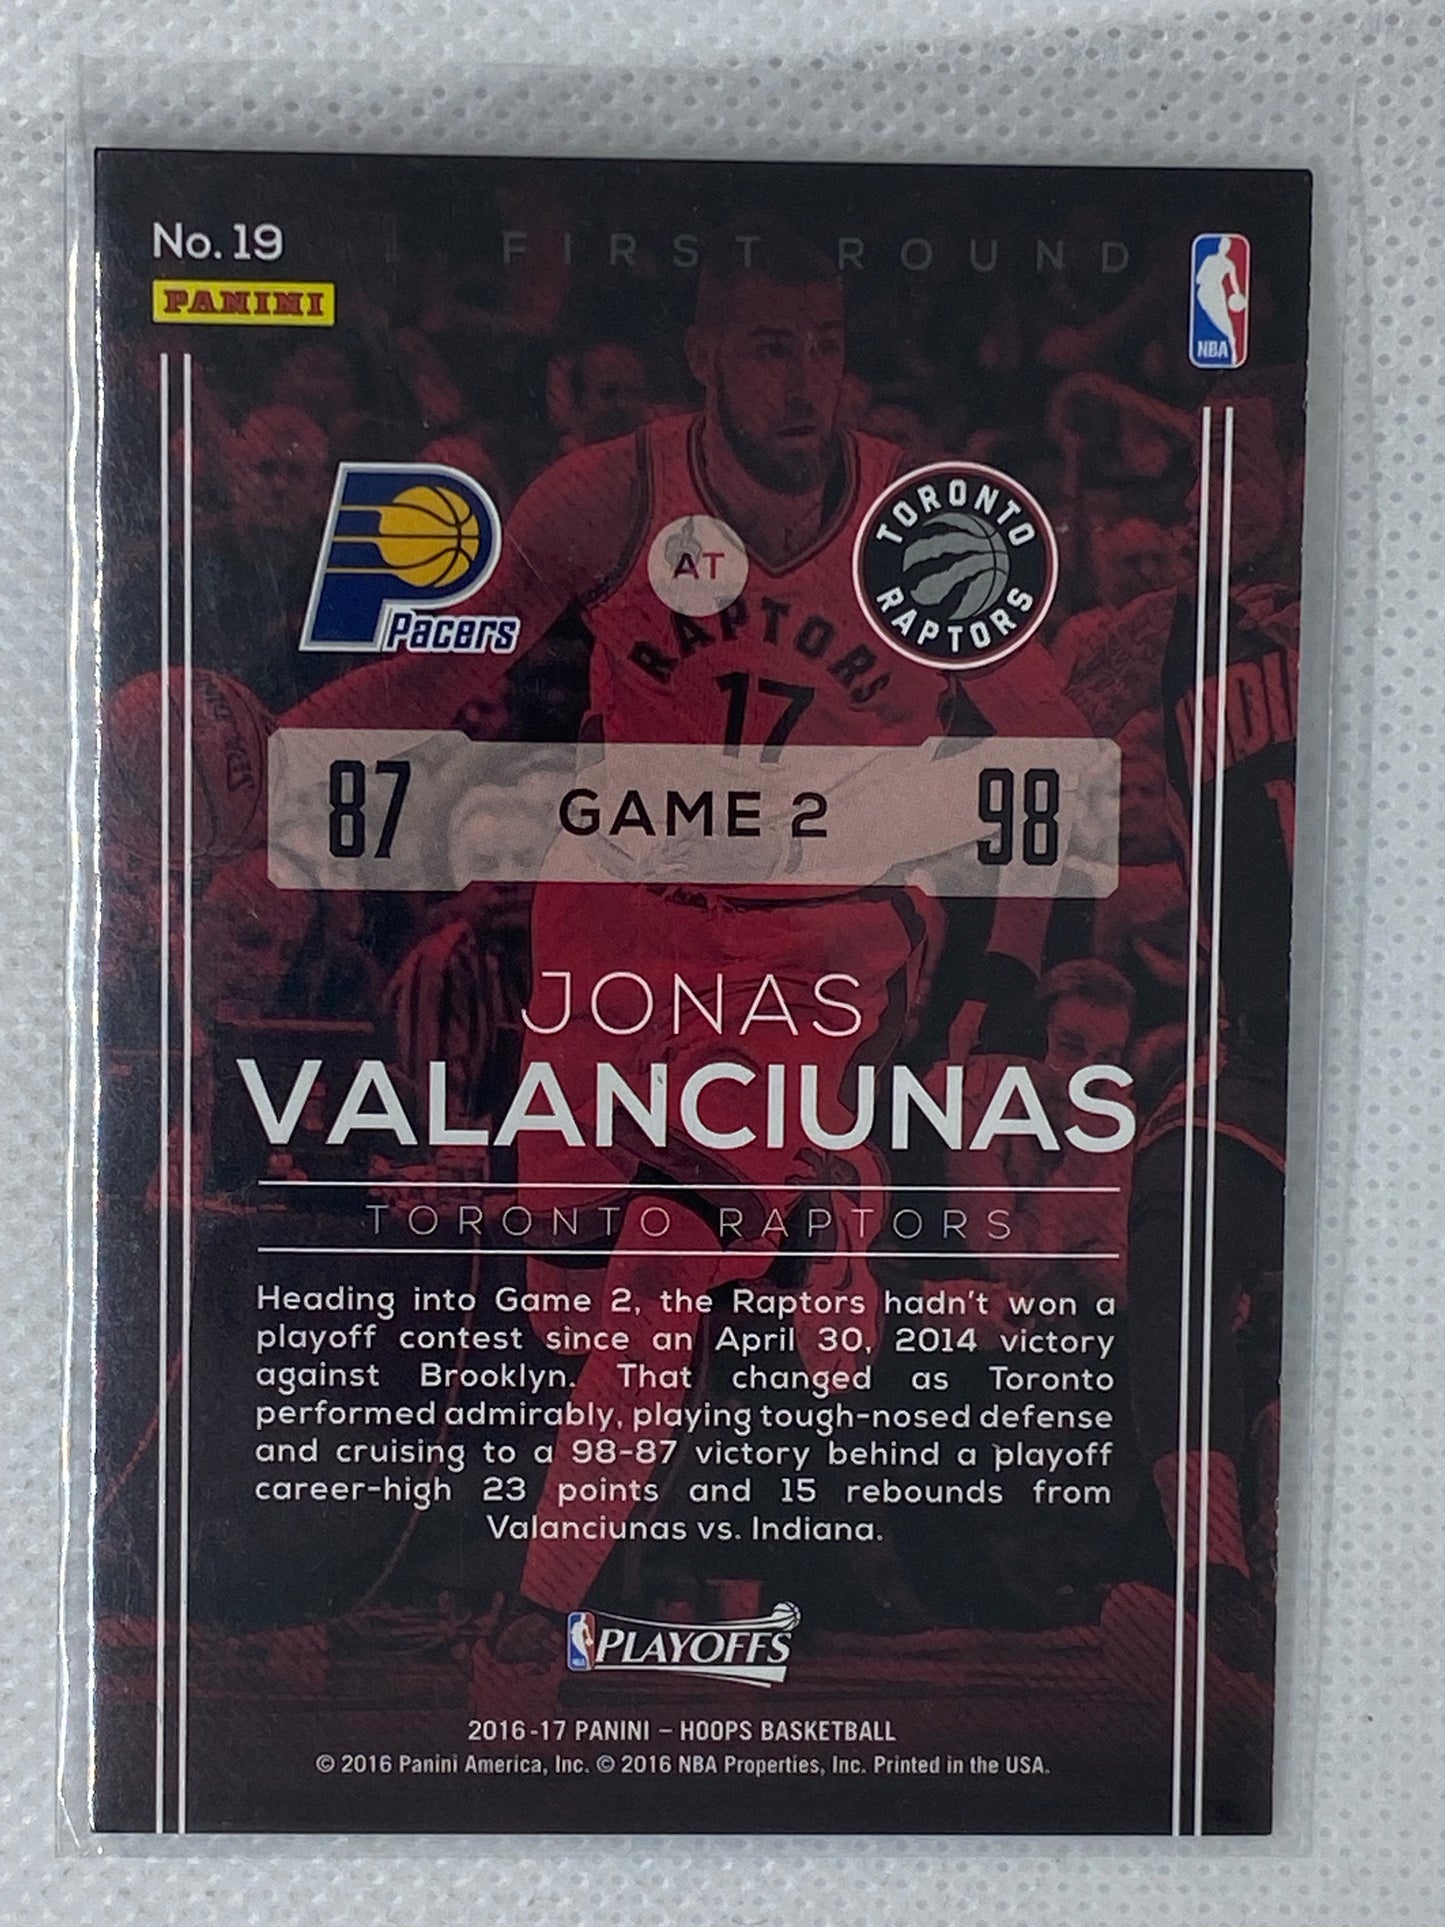 No. 19
FIRST ROUND
PANINI
NBA
Pacers
AT
TORONTO
RAPTORS
RAPTORS
17
INDI
87 GAME 2 98
JONAS
VALANCIUNAS
TORONTO RAPTORS
Heading into Game 2, the Raptors hadn't won a
playoff contest since an April 30, 2014 victory
against Brooklyn. That changed as Toronto
performed admirably, playing tough-nosed defense
and cruising to a 98-87 victory behind a playoff
career-high 23 points and 15 rebounds from
Valanciunas vs. Indiana.
NBA PLAYOFFS
2016-17 PANINI – HOOPS BASKETBALL
© 2016 Panini America, Inc. © 2016 NBA Properties, Inc. Printed in the USA.